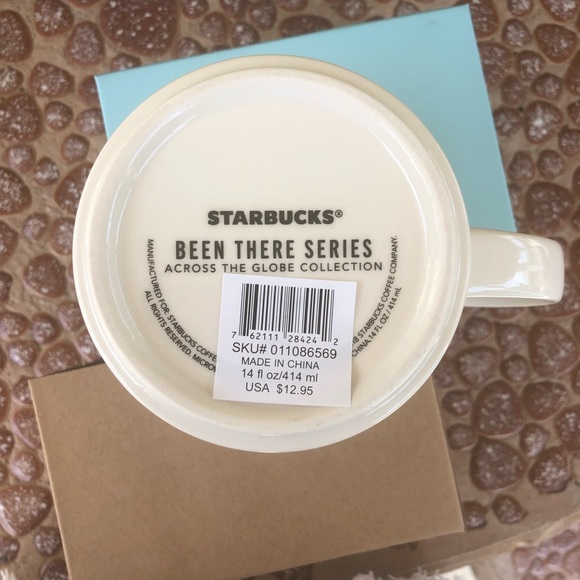 STARBUCKS®
BEEN THERE SERIES
ACROSS THE GLOBE COLLECTION
MANUFACTURED FOR: STARBUCKS COFFEE
ALL RIGHTS RESERVED.
STARBUCKS COFFEE COMPANY.
14 FL OZ / 414 mL
7 62111 28424 2
SKU# 011086569
MADE IN CHINA
14 fl oz/414 ml
USA $12.95